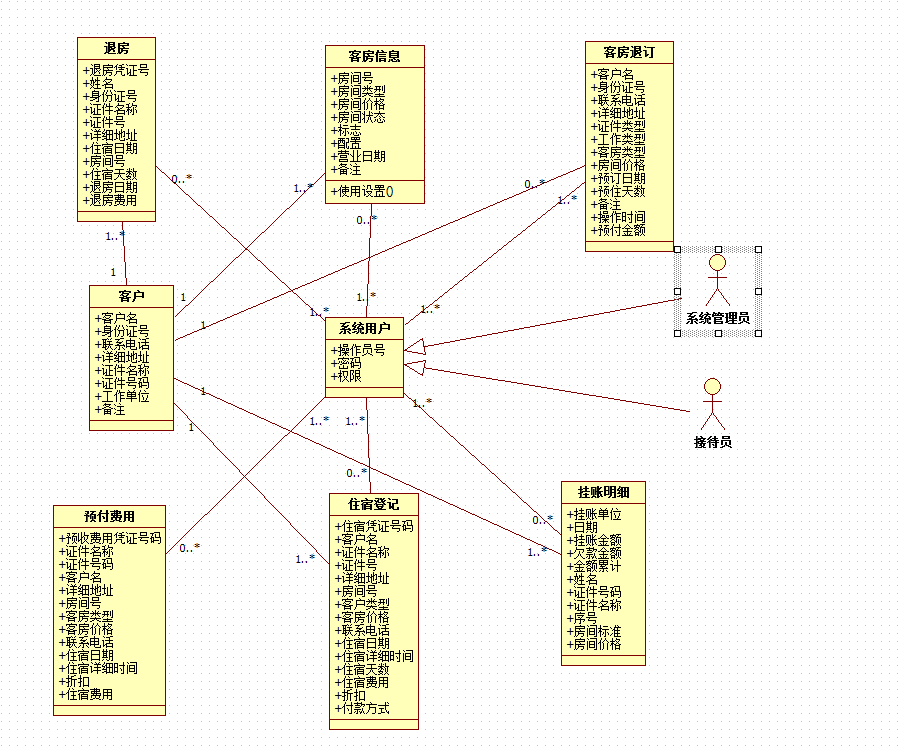 退房
+退房凭证号
+姓名
+身份证号
+证件名称
+证件号
+详细地址
+住宿日期
+房间号
+住宿天数
+退房日期
+退房费用
客房信息
+房间号
+房间类型
+房间价格
+房间状态
+标志
+配置
+营业日期
+备注
+使用设置()
客房退订
+客户名
+身份证号
+联系电话
+详细地址
+证件类型
+工作类型
+客房类型
+房间价格
+预订日期
+预住天数
+备注
+操作时间
+预付金额
0..*
1..*
0..*
1..*
0..*
1..*
1
1
1..*
1..*
1..*
1
系统管理员
客户
+客户名
+身份证号
+联系电话
+详细地址
+证件名称
+证件号码
+工作单位
+备注
系统用户
+操作员号
+密码
+权限
接待员
1
1
1..*
1..*
1..*
0..*
0..*
1..*
0..*
1..*
预付费用
+预收费用凭证号码
+证件名称
+证件号码
+客户名
+详细地址
+房间号
+客房类型
+客房价格
+联系电话
+住宿日期
+住宿详细时间
+折扣
+住宿费用
住宿登记
+住宿凭证号码
+客户名
+证件名称
+证件号
+详细地址
+房间号
+客户类型
+客房价格
+联系电话
+住宿日期
+住宿详细时间
+住宿天数
+住宿费用
+折扣
+付款方式
挂账明细
+挂账单位
+日期
+挂账金额
+欠款金额
+金额累计
+姓名
+证件号码
+证件名称
+序号
+房间标准
+房间价格